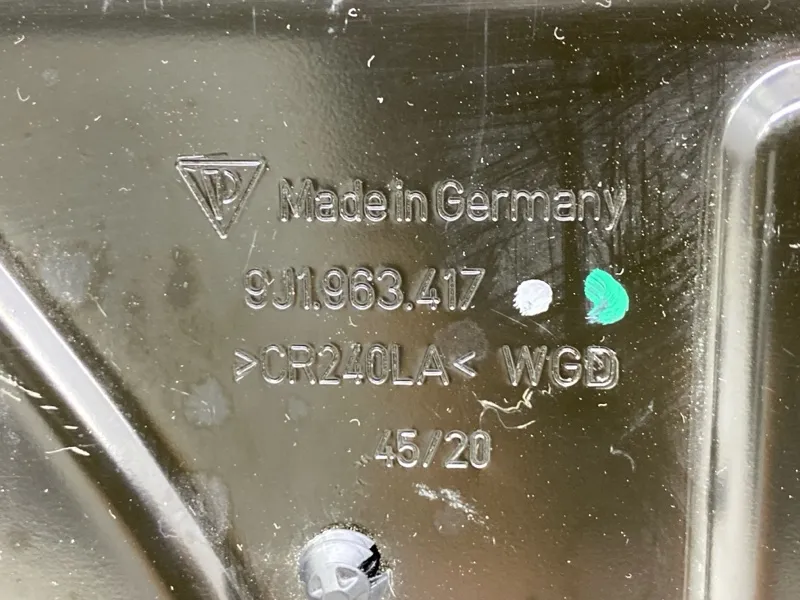 P Made in Germany
9J1.963.417
>CR240LA< WGD
45/20